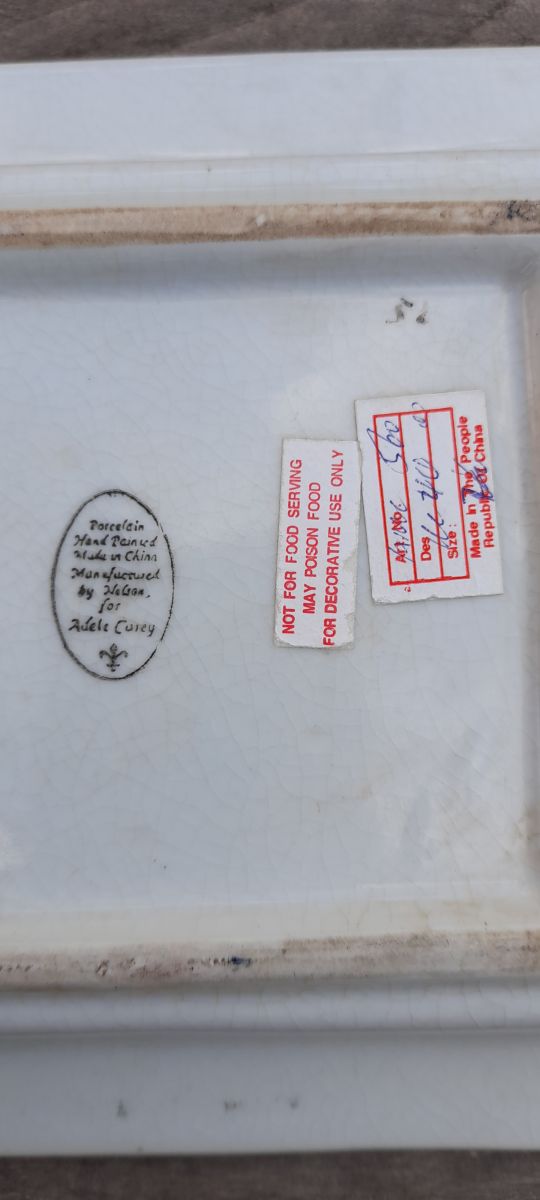 Porcelain
Hand Painted
Made in China
Manufactured
by Nelson,
for
Adele Carey
NOT FOR FOOD SERVING
MAY POISON FOOD
FOR DECORATIVE USE ONLY
Art. No
Des
Size:
Made in The People
Republic Of China